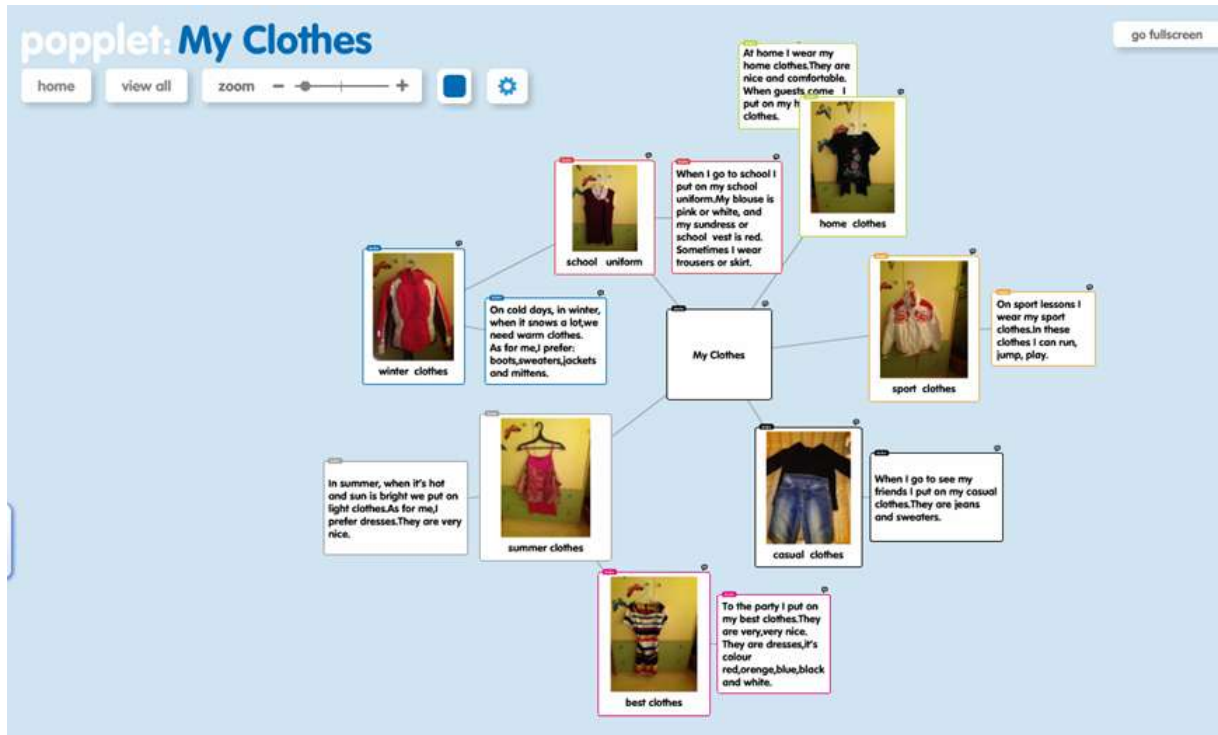 popplet: My Clothes
go fullscreen
home
view all
zoom
At home I wear my
home clothes.They are
nice and comfortable.
When guests come I
put on my
clothes.
home clothes
school uniform
When I go to school I
put on my school
uniform.My blouse is
pink or white, and
my sundress or
school vest is red.
Sometimes I wear
trousers or skirt.
winter clothes
On cold days, in winter,
when it snows a lot,we
need warm clothes.
As for me,I prefer:
boots,sweaters,jackets
and mittens.
My Clothes
sport clothes
On sport lessons I
wear my sport
clothes.In these
clothes I can run,
jump, play.
In summer, when it's hot
and sun is bright we put on
light clothes.As for me,I
prefer dresses.They are very
nice.
summer clothes
casual clothes
When I go to see my
friends I put on my casual
clothes.They are jeans
and sweaters.
best clothes
To the party I put on
my best clothes.They
are very,very nice.
They are dresses,it's
colour
red,orenge,blue,black
and white.